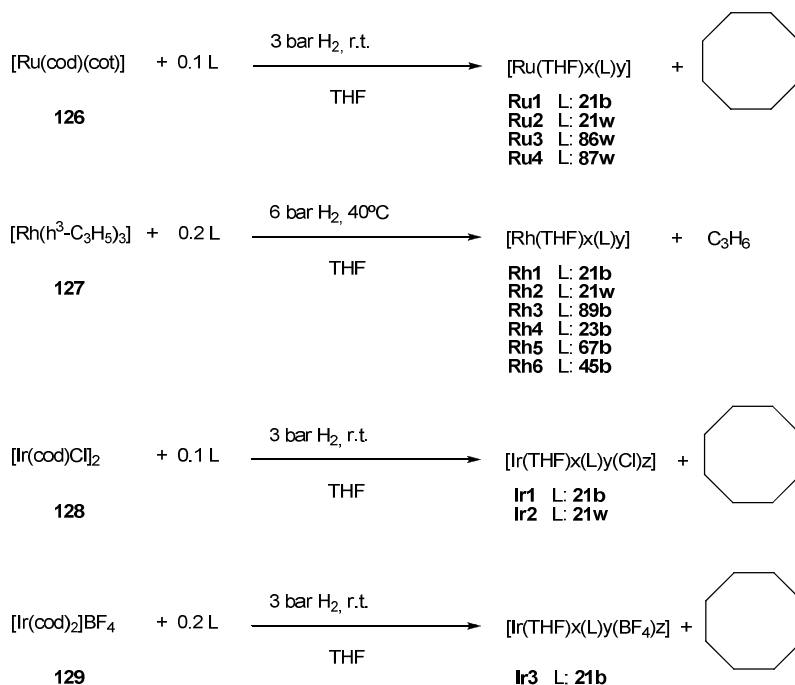 3 bar H2, r.t.
[Ru(cod)(cot)] + 0.1 L [Ru(THF)x(L)y] +
THF
126
Ru1 L: 21b
Ru2 L: 21w
Ru3 L: 86w
Ru4 L: 87w
6 bar H2, 40ºC
[Rh(h3-C3H5)3] + 0.2 L [Rh(THF)x(L)y] + C3H6
THF
127
Rh1 L: 21b
Rh2 L: 21w
Rh3 L: 89b
Rh4 L: 23b
Rh5 L: 67b
Rh6 L: 45b
3 bar H2, r.t.
[Ir(cod)Cl]2 + 0.1 L [Ir(THF)x(L)y(Cl)z] +
THF
128
Ir1 L: 21b
Ir2 L: 21w
3 bar H2, r.t.
[Ir(cod)2]BF4 + 0.2 L [Ir(THF)x(L)y(BF4)z] +
THF
129
Ir3 L: 21b